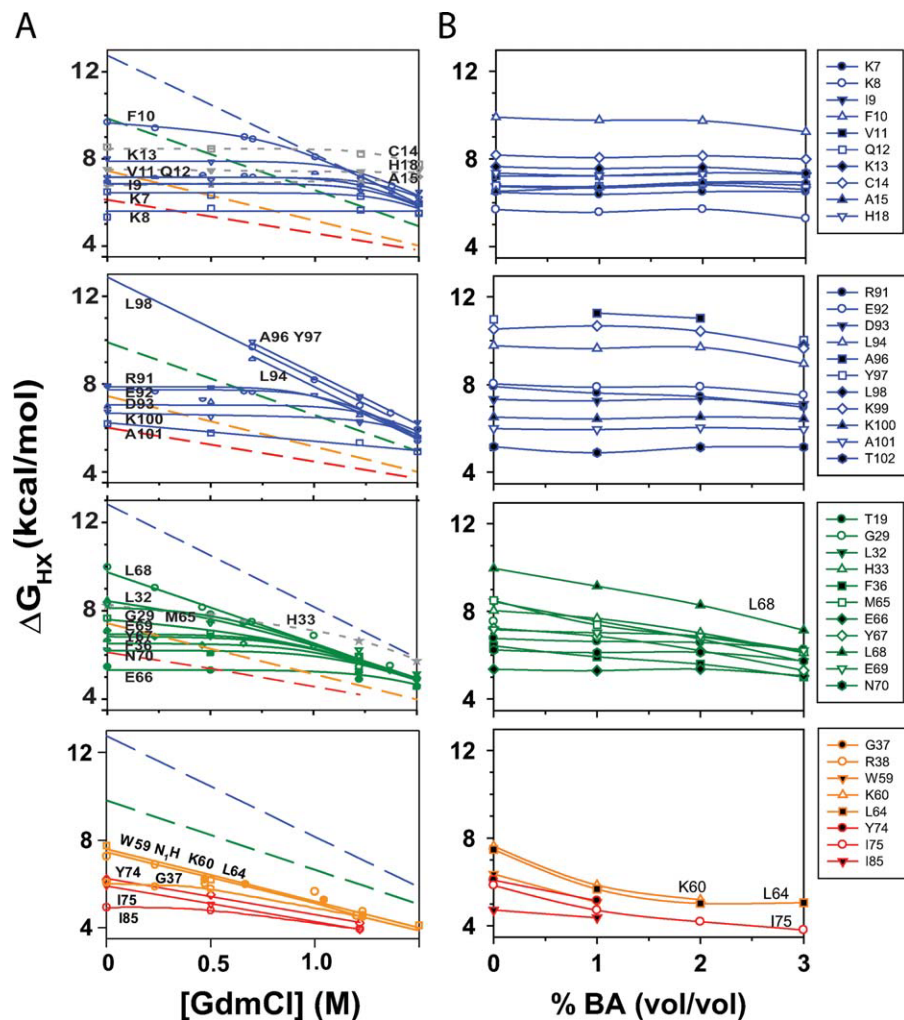 A
B
ΔG_HX (kcal/mol)
12
8
4
F10
K13
V11 Q12
I9
K7
K8
C14
H18
A15
12
8
4
K7
K8
I9
F10
V11
Q12
K13
C14
A15
H18
12
8
4
L98
A96 Y97
L94
R91
E92
D93
K100
A101
12
8
4
R91
E92
D93
L94
A96
Y97
L98
K99
K100
A101
T102
12
8
4
L68
L32
M65
H33
G29
E69
Y67
F36
N70
E66
12
8
4
L68
T19
G29
L32
H33
F36
M65
E66
Y67
L68
E69
N70
12
8
4
W59 N₁H K60 L64
Y74 G37
I75
I85
0 0.5 1.0
[GdmCl] (M)
12
8
4
K60
L64
I75
0 1 2 3
% BA (vol/vol)
G37
R38
W59
K60
L64
Y74
I75
I85